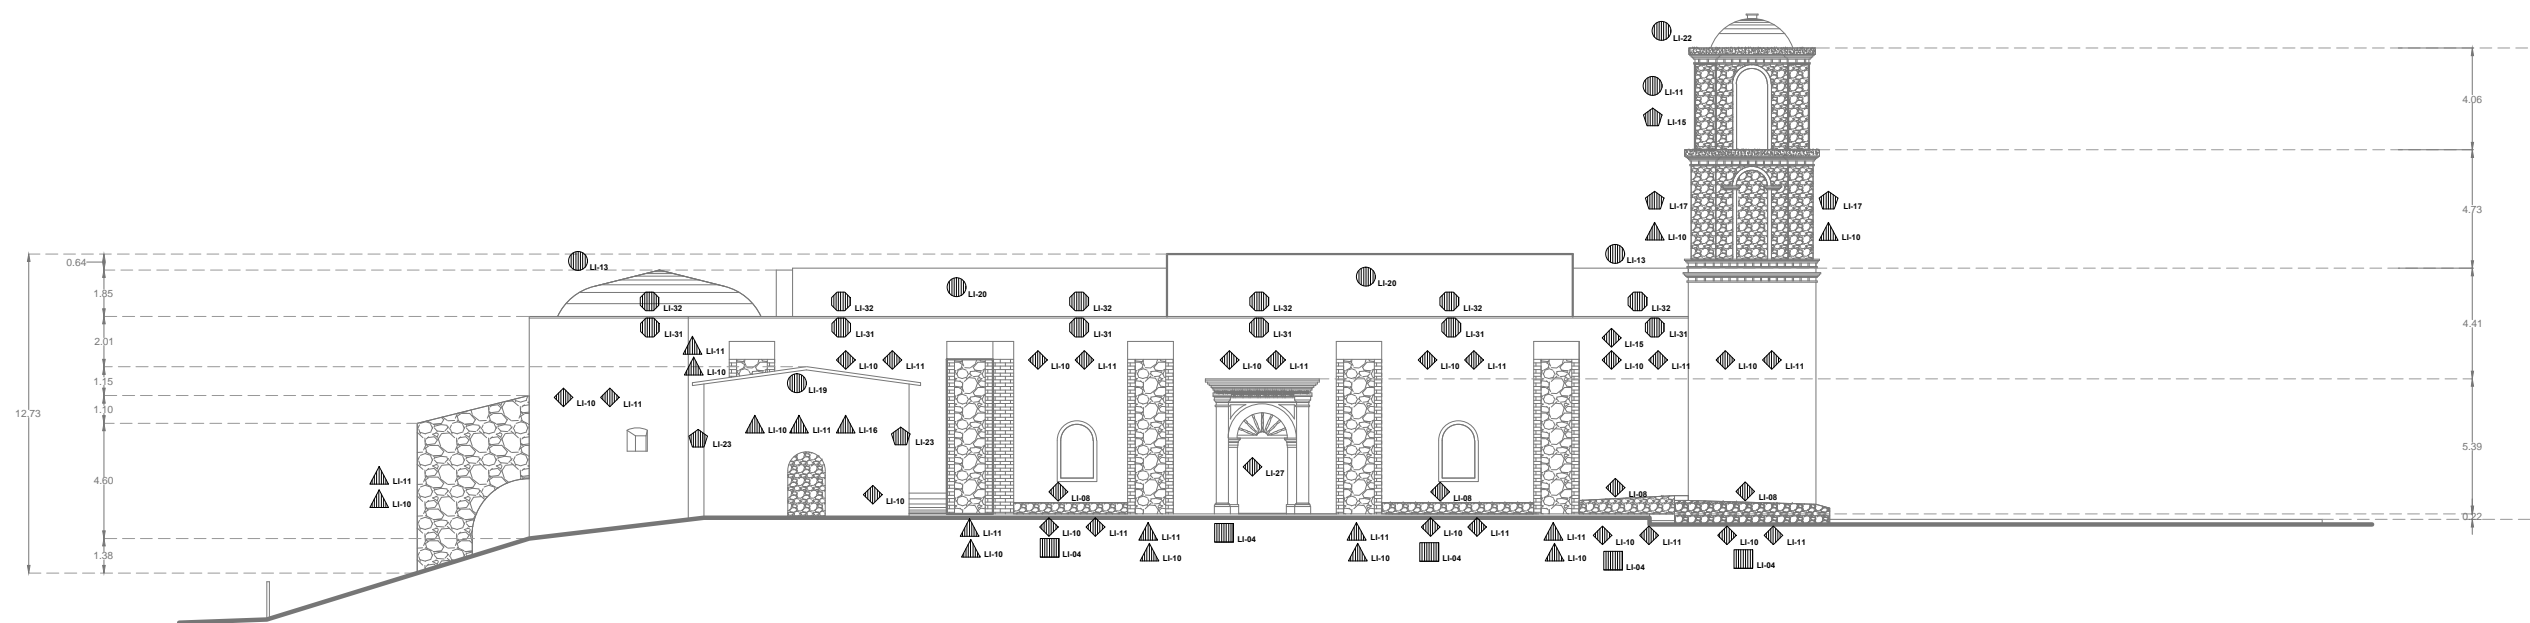 LI-22
LI-11
4.06
LI-15
LI-17
LI-17
4.73
LI-10
LI-10
0.64
LI-13
LI-13
1.85
LI-20
LI-20
LI-32
LI-32
LI-32
LI-32
LI-32
LI-32
4.41
LI-31
LI-31
LI-31
LI-31
LI-31
LI-31
2.01
LI-11
LI-15
LI-10
LI-10
LI-11
LI-10
LI-11
LI-10
LI-11
LI-10
LI-11
LI-10
LI-11
LI-10
LI-11
1.15
LI-19
12.73
1.10
LI-10
LI-11
LI-10
LI-11
LI-16
LI-23
LI-23
5.39
LI-27
4.60
LI-11
LI-10
LI-10
LI-08
LI-08
LI-08
LI-08
0.22
LI-11
LI-10
LI-11
LI-11
LI-04
LI-11
LI-10
LI-11
LI-11
LI-10
LI-11
LI-10
LI-11
LI-10
LI-04
LI-10
LI-10
LI-04
LI-10
LI-04
LI-04
1.38